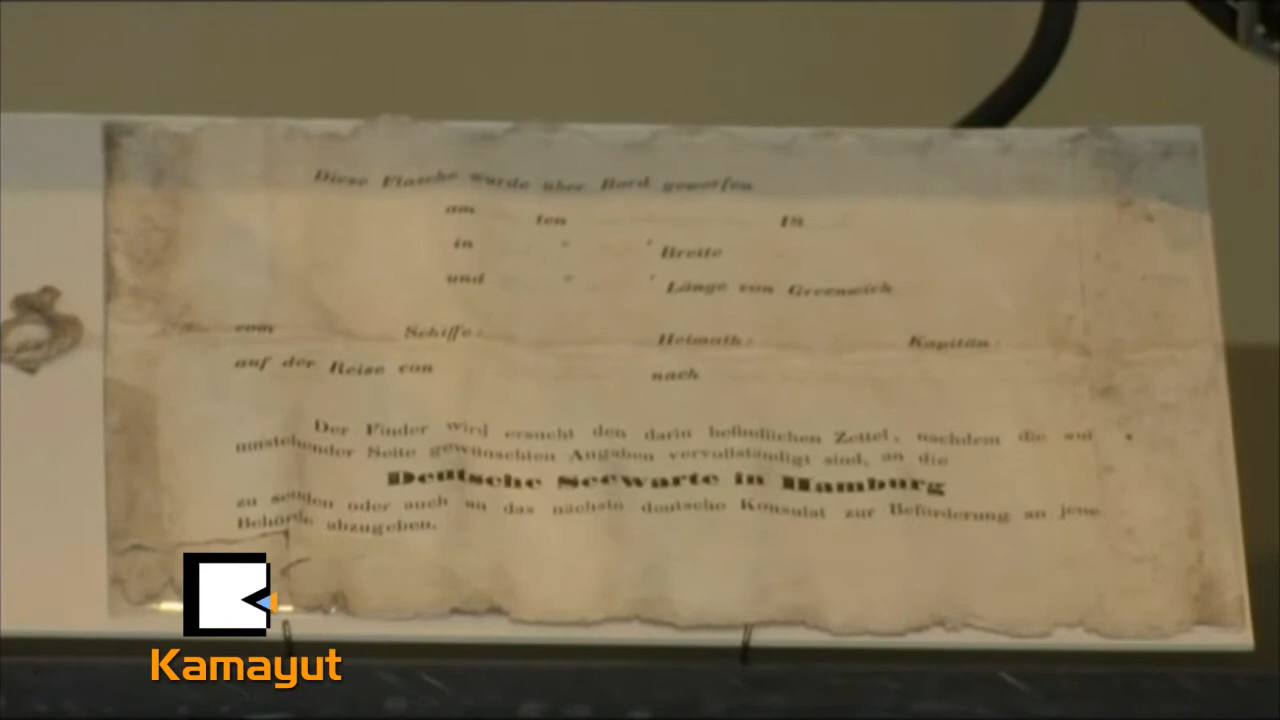 Diese Flasche wurde über Bord geworfen
am ten 18
in ° ' Breite
und ° ' Länge von Greenwich
vom Schiffe: Heimath: Kapitän:
auf der Reise von nach
Der Finder wird ersucht den darin befindlichen Zettel, nachdem die auf
umstehender Seite gewünschten Angaben vervollständigt sind, an die
Deutsche Seewarte in Hamburg
zu senden oder auch an das nächste deutsche Konsulat zur Beförderung an jene
Behörde abzugeben.
Kamayut